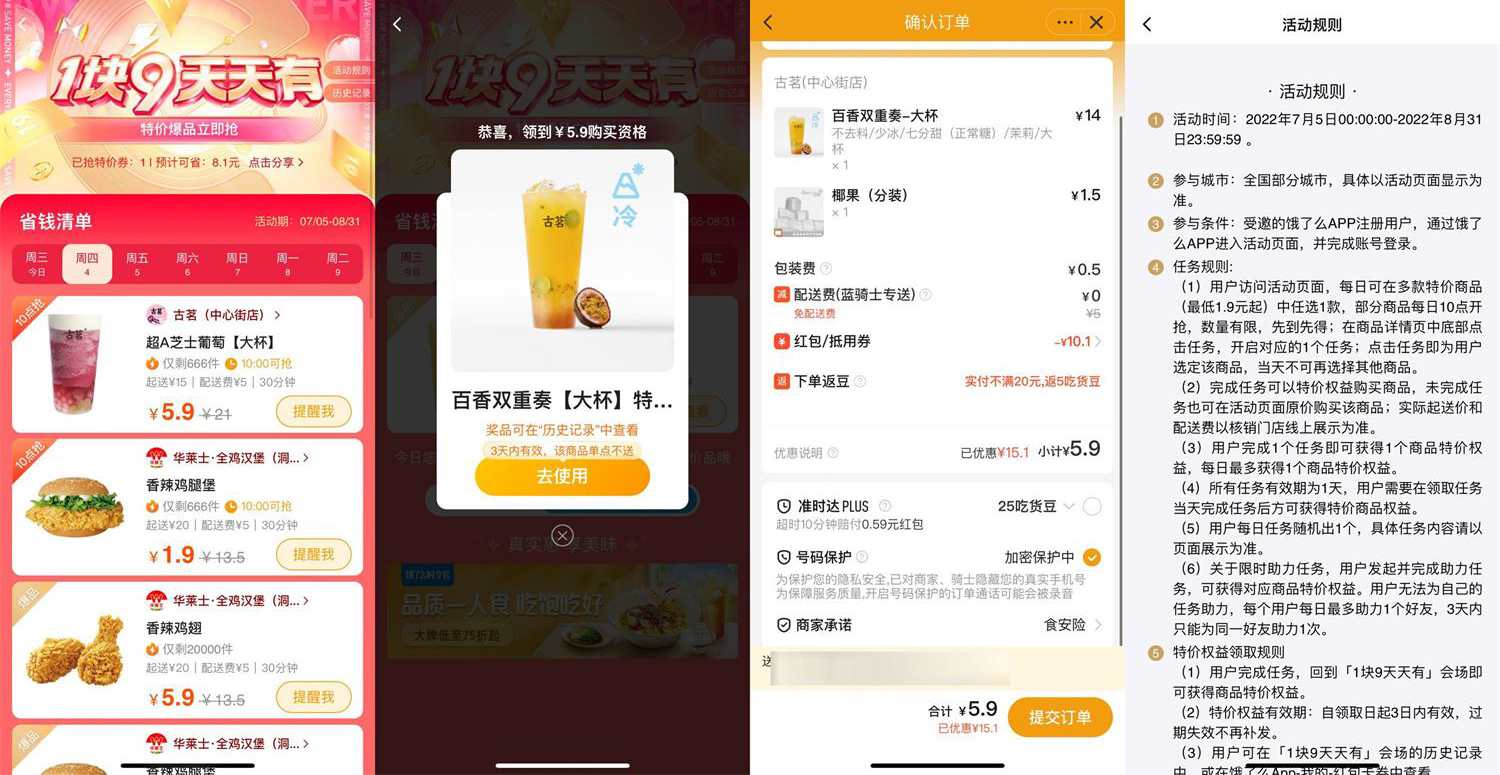 # SAVE MONEY
EVERY
1块9天天有
活动规则
历史记录
特价爆品立即抢
已抢特价券：1 | 预计可省：8.1元 点击分享 >
省钱清单
活动期：07/05-08/31
周三 周四 周五 周六 周日 周一 周二
今日 4 5 6 7 8 9
10点抢
古茗
古茗（中心街店） >
超A芝士葡萄【大杯】
仅剩666件 10:00可抢
起送¥15 | 配送费¥5 | 30分钟
¥5.9 ¥21
提醒我
10点抢
华莱士·全鸡汉堡（洞... >
香辣鸡腿堡
仅剩666件 10:00可抢
起送¥20 | 配送费¥5 | 30分钟
¥1.9 ¥13.5
提醒我
爆品
华莱士·全鸡汉堡（洞... >
香辣鸡翅
仅剩20000件
起送¥20 | 配送费¥5 | 30分钟
¥5.9 ¥13.5
提醒我
爆品
华莱士·全鸡汉堡（洞... >
香辣鸡腿堡
1块9天天有
恭喜，领到¥5.9购买资格
省钱
08/31
周三
今日
冷
古茗
百香双重奏【大杯】特...
奖品可在“历史记录”中查看
3天内有效，该商品单点不送
去使用
今日您
品哦
真实惠 享美味
品质一人食 吃饱吃好
大牌低至75折起
确认订单
古茗(中心街店)
冷
百香双重奏-大杯 ¥14
不去料/少冰/七分甜（正常糖）/茉莉/大
杯
× 1
椰果（分装） ¥1.5
× 1
包装费 ¥0.5
减 配送费(蓝骑士专送) ¥0
免配送费 ¥5
¥ 红包/抵用券 -¥10.1 >
返 下单返豆 实付不满20元,返5吃货豆
优惠说明 已优惠¥15.1 小计¥5.9
准时达 PLUS 25吃货豆
超时10分钟赔付0.59元红包
号码保护 加密保护中
为保护您的隐私安全,已对商家、骑士隐藏您的真实手机号
为保障服务质量,开启号码保护的订单通话可能会被录音
商家承诺 食安险 >
送
合计 ¥5.9
已优惠¥15.1
提交订单
活动规则
· 活动规则 ·
1 活动时间：2022年7月5日00:00:00-2022年8月31
日23:59:59 。
2 参与城市：全国部分城市，具体以活动页面显示为
准。
3 参与条件：受邀的饿了么APP注册用户，通过饿了
么APP进入活动页面，并完成账号登录。
4 任务规则:
（1）用户访问活动页面，每日可在多款特价商品
（最低1.9元起）中任选1款，部分商品每日10点开
抢，数量有限，先到先得；在商品详情页中底部点
击任务，开启对应的1个任务；点击任务即为用户
选定该商品，当天不可再选择其他商品。
（2）完成任务可以特价权益购买商品，未完成任
务也可在活动页面原价购买该商品；实际起送价和
配送费以核销门店线上展示为准。
（3）用户完成1个任务即可获得1个商品特价权
益，每日最多获得1个商品特价权益。
（4）所有任务有效期为1天，用户需要在领取任务
当天完成任务后方可获得特价商品权益。
（5）用户每日任务随机出1个，具体任务内容请以
页面展示为准。
（6）关于限时助力任务，用户发起并完成助力任
务，可获得对应商品特价权益。用户无法为自己的
任务助力，每个用户每日最多助力1个好友，3天内
只能为同一好友助力1次。
5 特价权益领取规则
（1）用户完成任务，回到「1块9天天有」会场即
可获得商品特价权益。
（2）特价权益有效期：自领取日起3日内有效，过
期失效不再补发。
（3）用户可在「1块9天天有」会场的历史记录
中，或在饿了么App-我的-红包卡券中查看。